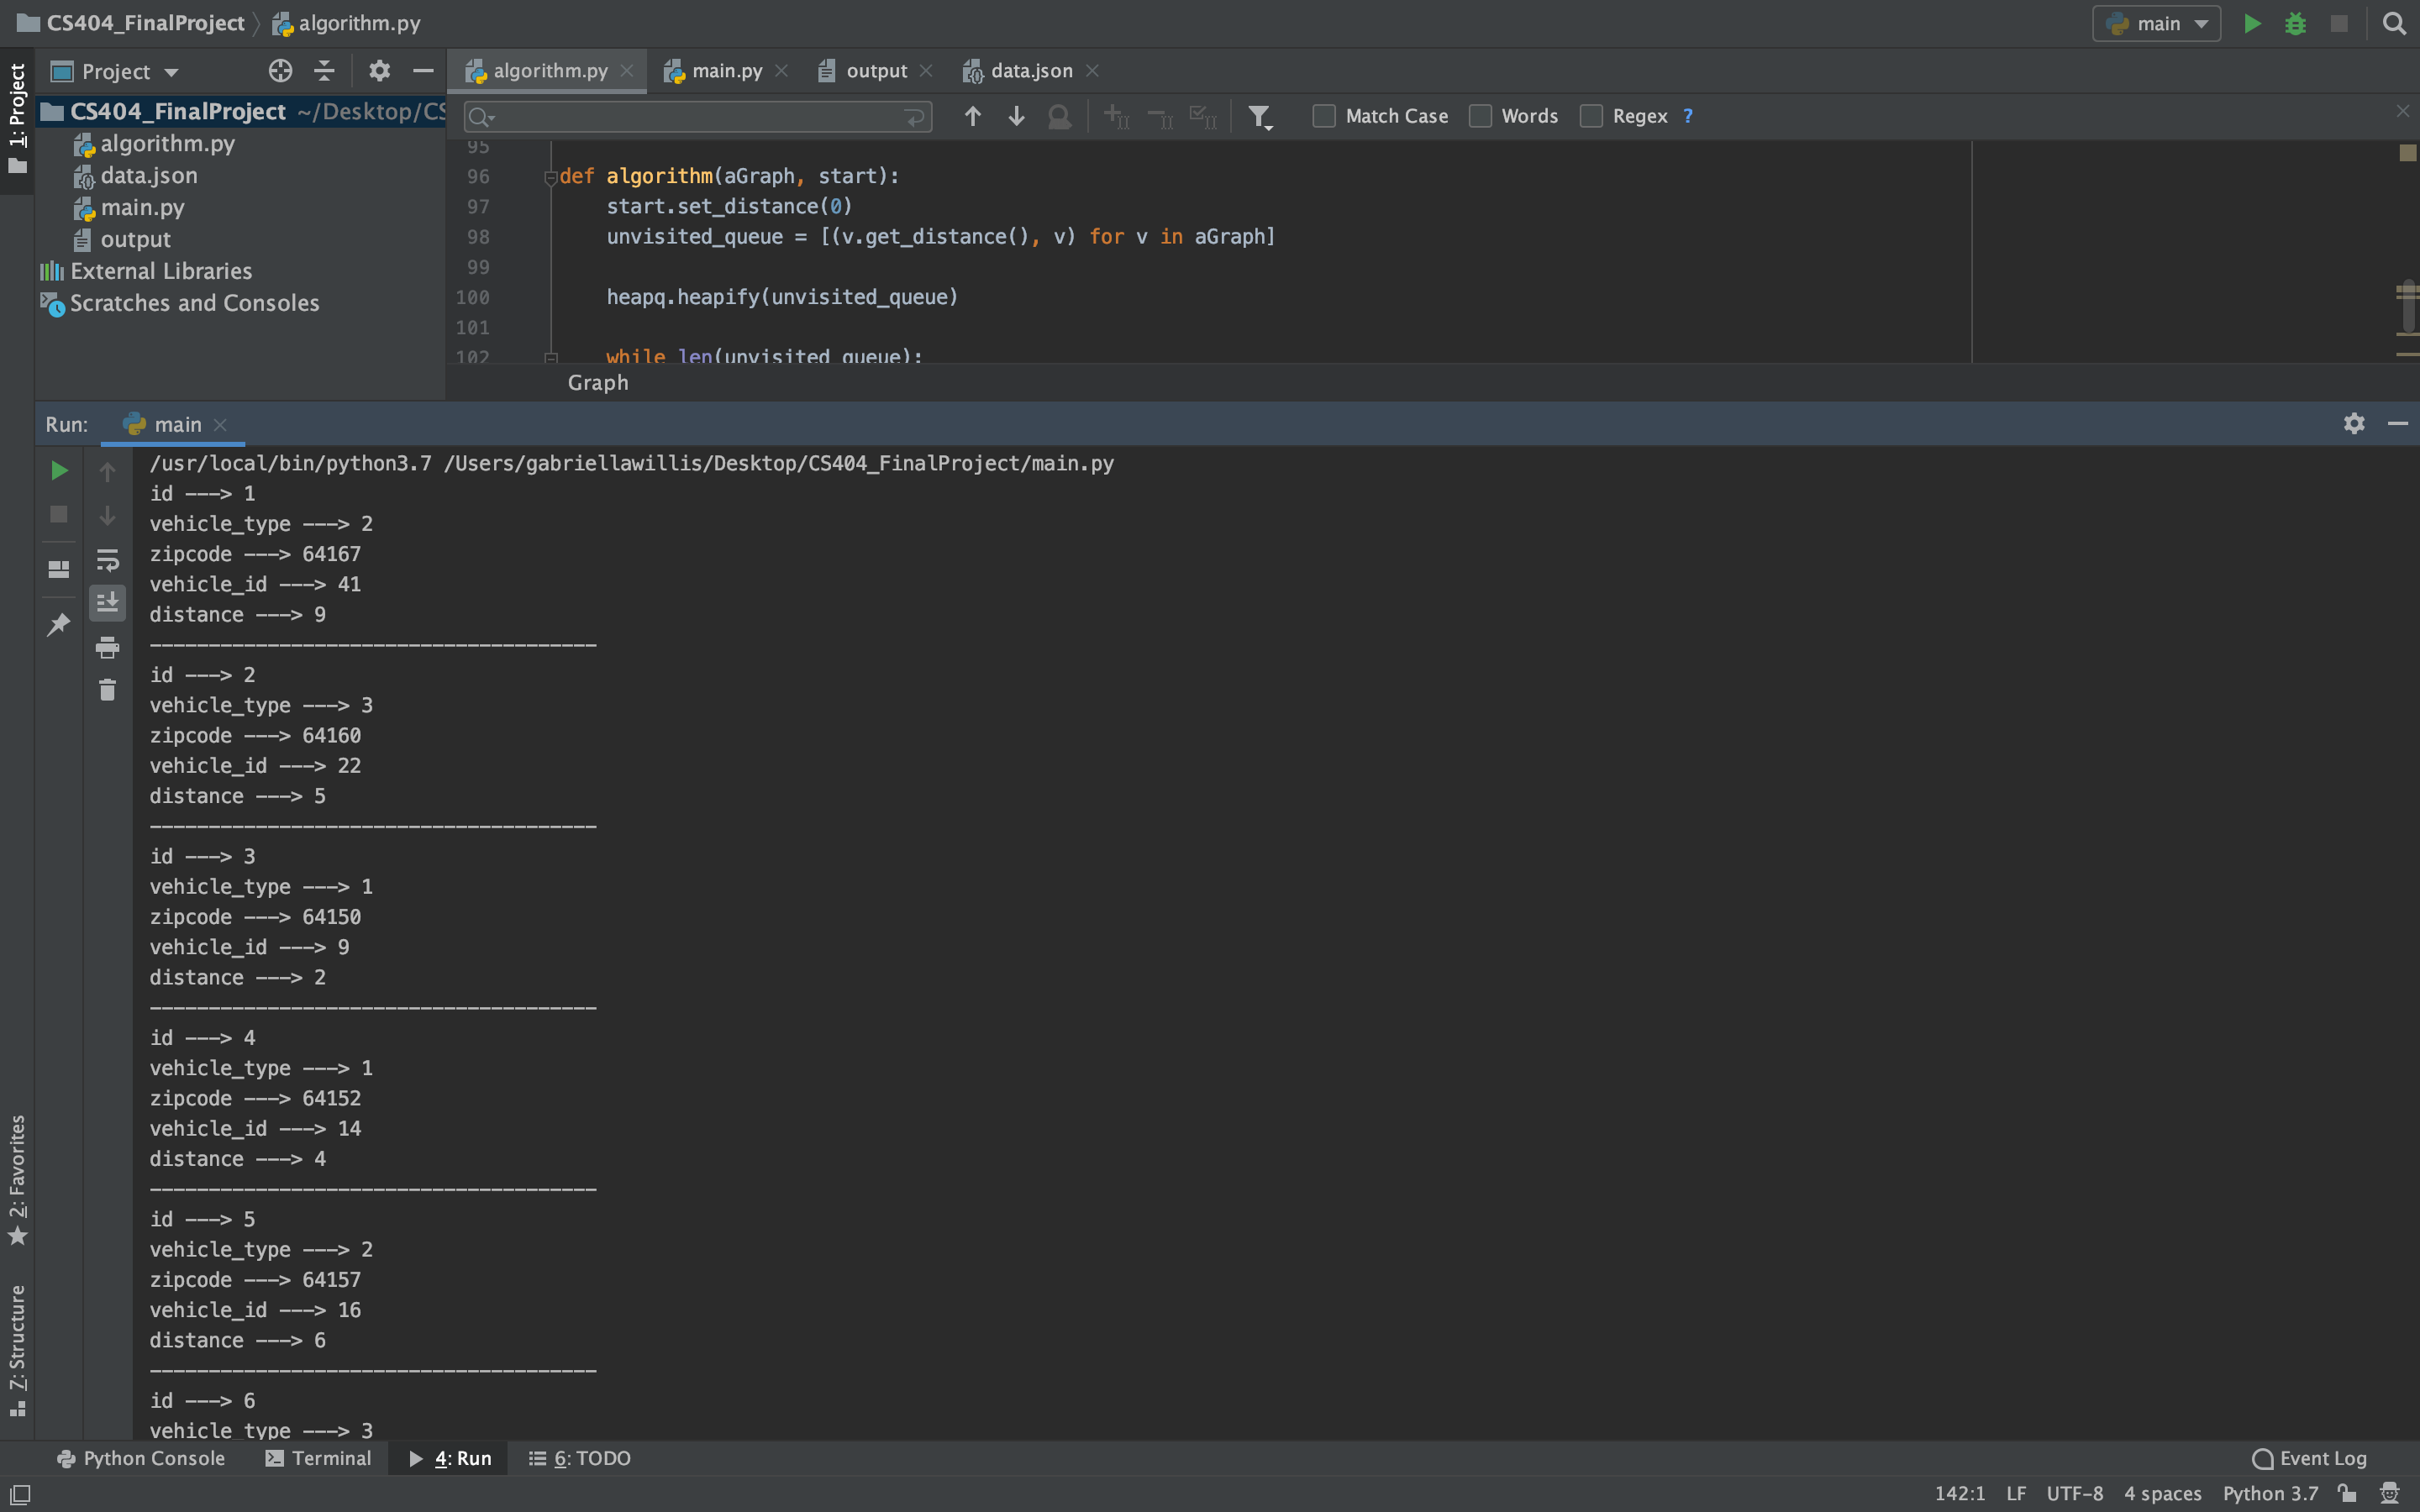 CS404_FinalProject algorithm.py main
Project algorithm.py main.py output data.json
1: Project
CS404_FinalProject ~/Desktop/CS
algorithm.py
data.json
main.py
output
External Libraries
Scratches and Consoles
Match Case Words Regex ?
95
96 def algorithm(aGraph, start):
97 start.set_distance(0)
98 unvisited_queue = [(v.get_distance(), v) for v in aGraph]
99
100 heapq.heapify(unvisited_queue)
101
102 while len(unvisited_queue):
Graph
Run: main
/usr/local/bin/python3.7 /Users/gabriellawillis/Desktop/CS404_FinalProject/main.py
id ---> 1
vehicle_type ---> 2
zipcode ---> 64167
vehicle_id ---> 41
distance ---> 9
--------------------------------------
id ---> 2
vehicle_type ---> 3
zipcode ---> 64160
vehicle_id ---> 22
distance ---> 5
--------------------------------------
id ---> 3
vehicle_type ---> 1
zipcode ---> 64150
vehicle_id ---> 9
distance ---> 2
--------------------------------------
id ---> 4
vehicle_type ---> 1
zipcode ---> 64152
vehicle_id ---> 14
distance ---> 4
--------------------------------------
id ---> 5
vehicle_type ---> 2
zipcode ---> 64157
vehicle_id ---> 16
distance ---> 6
--------------------------------------
id ---> 6
vehicle_type ---> 3
2: Favorites
7: Structure
Python Console Terminal 4: Run 6: TODO Event Log
142:1 LF UTF-8 4 spaces Python 3.7